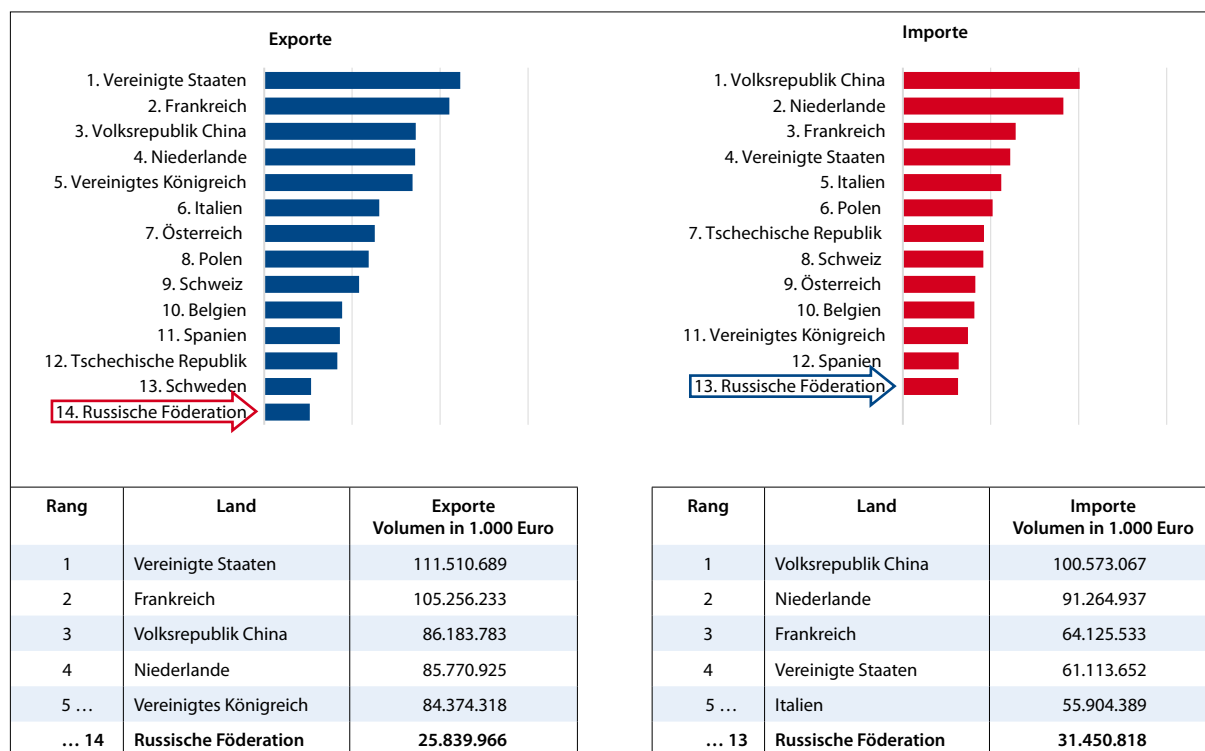 Exporte
1. Vereinigte Staaten
2. Frankreich
3. Volksrepublik China
4. Niederlande
5. Vereinigtes Königreich
6. Italien
7. Österreich
8. Polen
9. Schweiz
10. Belgien
11. Spanien
12. Tschechische Republik
13. Schweden
14. Russische Föderation
Importe
1. Volksrepublik China
2. Niederlande
3. Frankreich
4. Vereinigte Staaten
5. Italien
6. Polen
7. Tschechische Republik
8. Schweiz
9. Österreich
10. Belgien
11. Vereinigtes Königreich
12. Spanien
13. Russische Föderation
Rang Land Exporte
Volumen in 1.000 Euro
1 Vereinigte Staaten 111.510.689
2 Frankreich 105.256.233
3 Volksrepublik China 86.183.783
4 Niederlande 85.770.925
5 … Vereinigtes Königreich 84.374.318
… 14 Russische Föderation 25.839.966
Rang Land Importe
Volumen in 1.000 Euro
1 Volksrepublik China 100.573.067
2 Niederlande 91.264.937
3 Frankreich 64.125.533
4 Vereinigte Staaten 61.113.652
5 … Italien 55.904.389
… 13 Russische Föderation 31.450.818